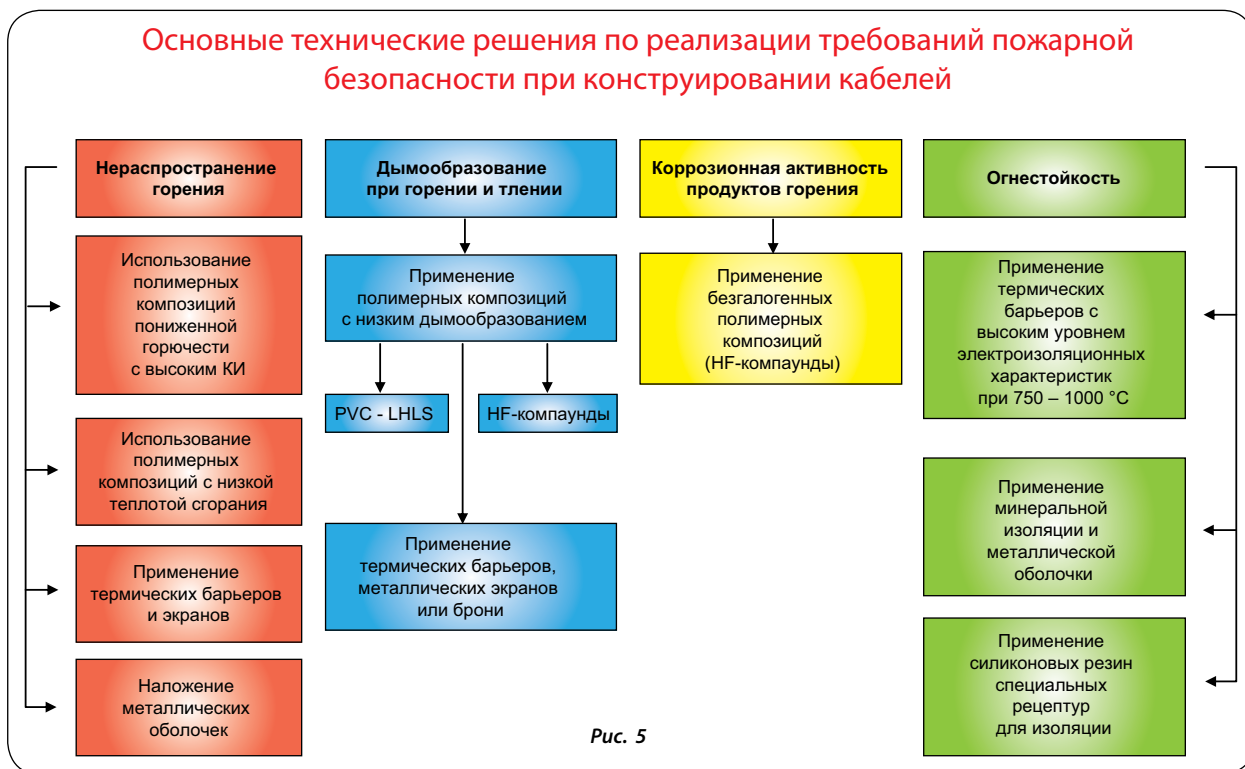 Основные технические решения по реализации требований пожарной
безопасности при конструировании кабелей
Нераспространение
горения
Использование
полимерных
композиций
пониженной
горючести
с высоким КИ
Использование
полимерных
композиций с низкой
теплотой сгорания
Применение
термических барьеров
и экранов
Наложение
металлических
оболочек
Дымообразование
при горении и тлении
Применение
полимерных композиций
с низким дымообразованием
PVC - LHLS
HF-компаунды
Применение
термических барьеров,
металлических экранов
или брони
Коррозионная активность
продуктов горения
Применение
безгалогенных
полимерных
композиций
(HF-компаунды)
Огнестойкость
Применение
термических
барьеров с
высоким уровнем
электроизоляционных
характеристик
при 750 – 1000 °C
Применение
минеральной
изоляции и
металлической
оболочки
Применение
силиконовых резин
специальных
рецептур
для изоляции
Рис. 5